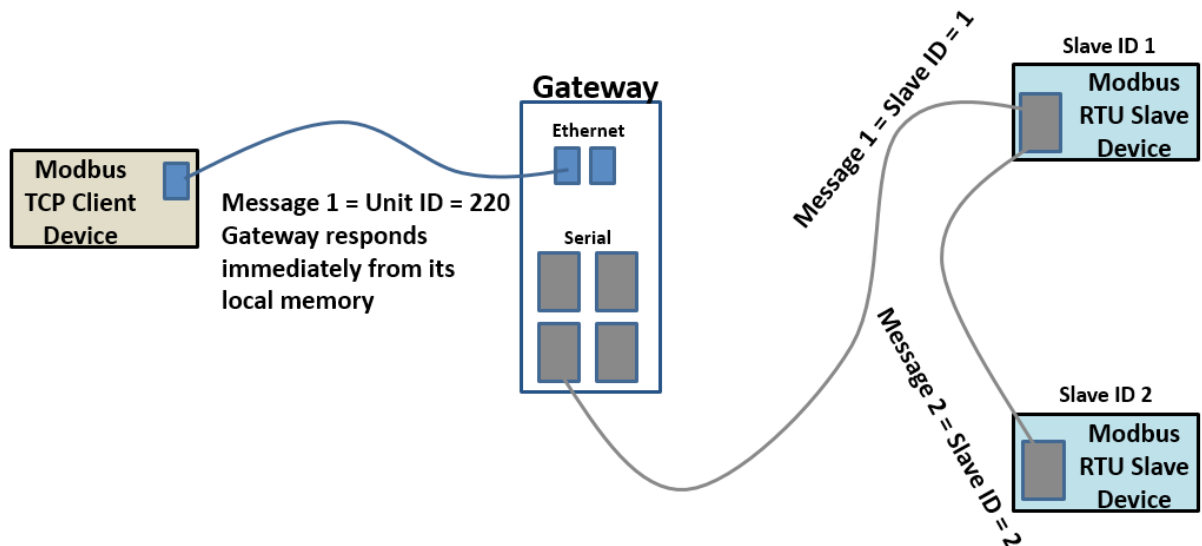 Modbus
TCP Client
Device
Message 1 = Unit ID = 220
Gateway responds
immediately from its
local memory
Gateway
Ethernet
Serial
Message 1 = Slave ID = 1
Slave ID 1
Modbus
RTU Slave
Device
Message 2 = Slave ID = 2
Slave ID 2
Modbus
RTU Slave
Device